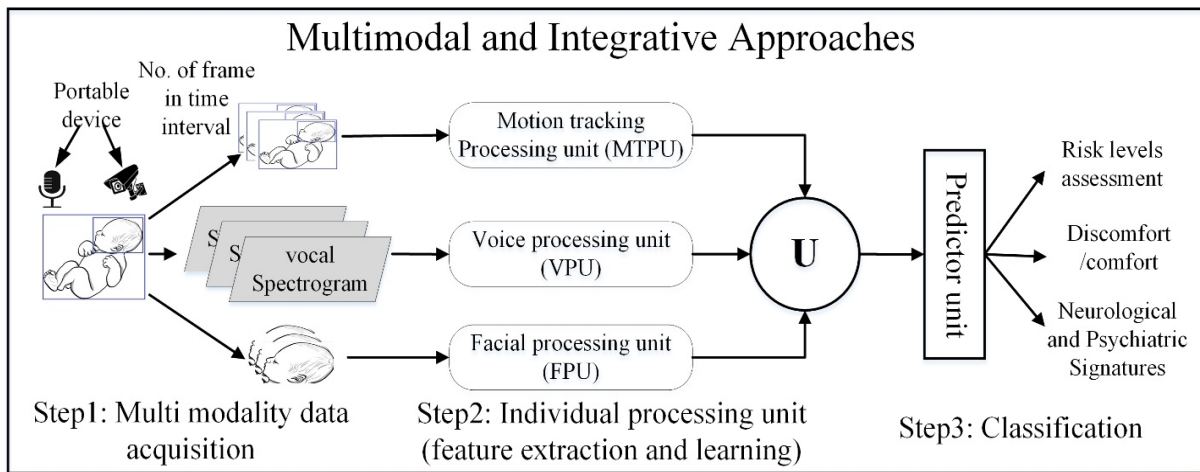 Multimodal and Integrative Approaches
Portable
device
No. of frame
in time
interval
S
S
vocal
Spectrogram
Motion tracking
Processing unit (MTPU)
Voice processing unit
(VPU)
Facial processing unit
(FPU)
U
Predictor unit
Risk levels
assessment
Discomfort
/comfort
Neurological
and Psychiatric
Signatures
Step1: Multi modality data
acquisition
Step2: Individual processing unit
(feature extraction and learning)
Step3: Classification